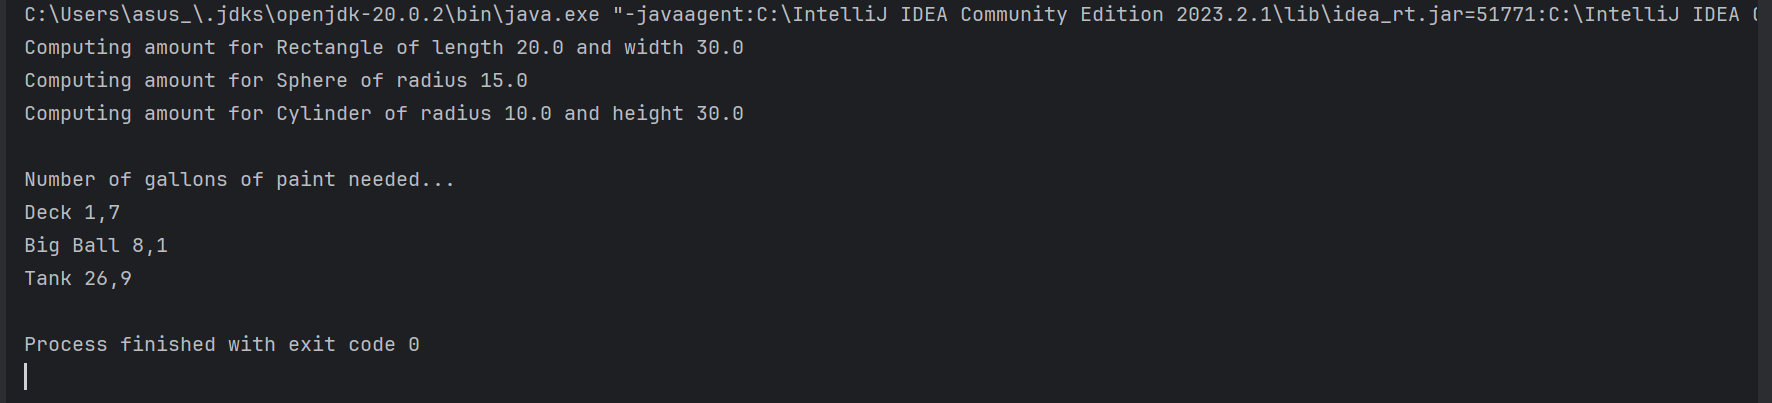 C:\Users\asus_\.jdks\openjdk-20.0.2\bin\java.exe "-javaagent:C:\IntelliJ IDEA Community Edition 2023.2.1\lib\idea_rt.jar=51771:C:\IntelliJ IDEA
Computing amount for Rectangle of length 20.0 and width 30.0
Computing amount for Sphere of radius 15.0
Computing amount for Cylinder of radius 10.0 and height 30.0
Number of gallons of paint needed...
Deck 1,7
Big Ball 8,1
Tank 26,9
Process finished with exit code 0